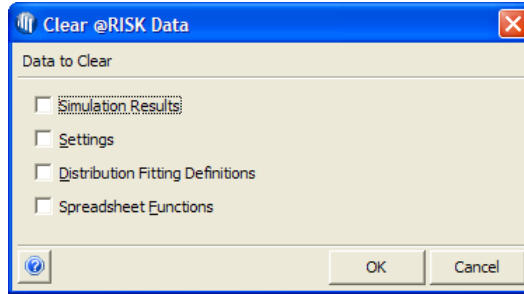 Clear @RISK Data
Data to Clear
Simulation Results
Settings
Distribution Fitting Definitions
Spreadsheet Functions
OK Cancel